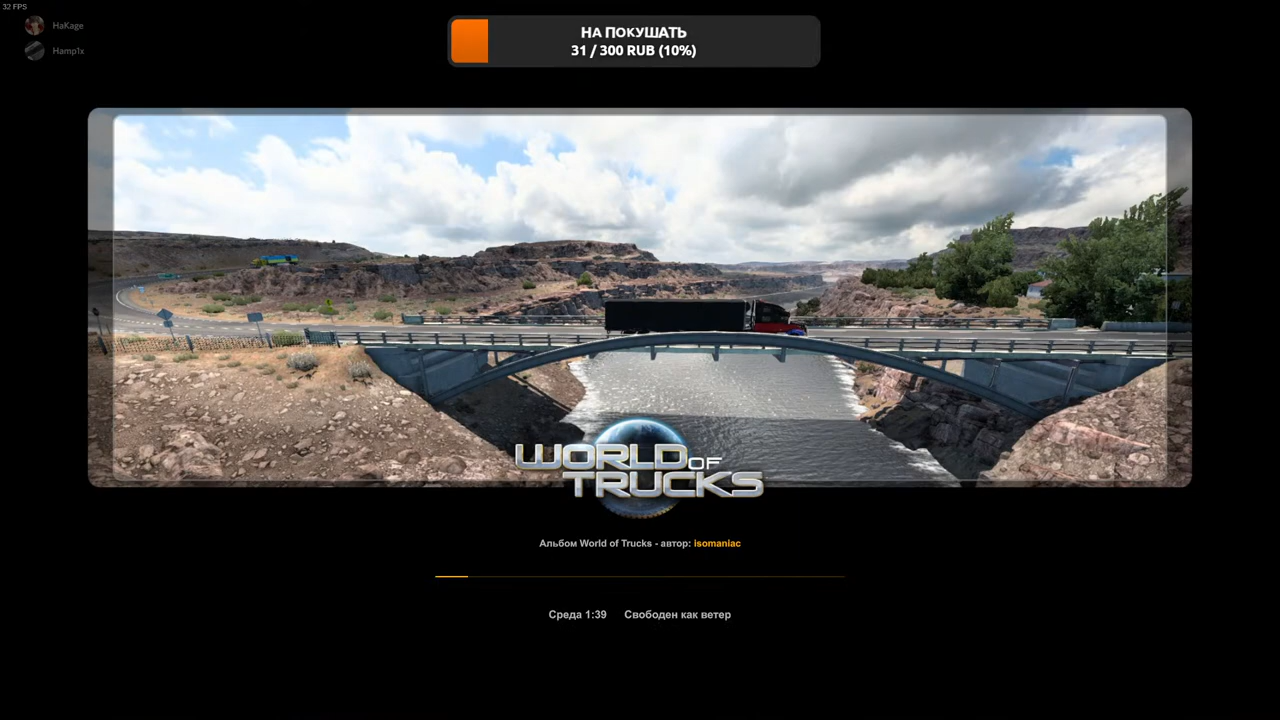 32 FPS
HaKage
Hamp1x
НА ПОКУШАТЬ
31 / 300 RUB (10%)
WORLD OF
TRUCKS
Альбом World of Trucks - автор: isomaniac
Среда 1:39 Свободен как ветер